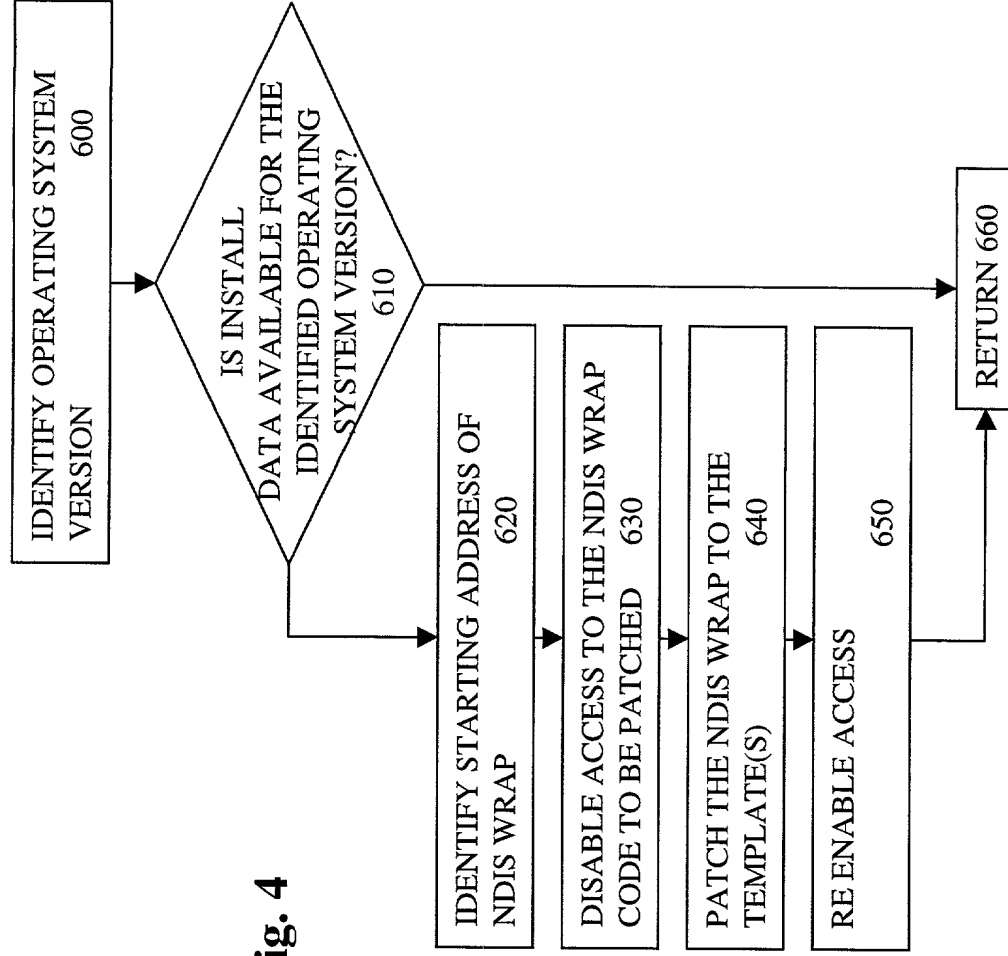 IDENTIFY OPERATING SYSTEM
VERSION 600
IS INSTALL
DATA AVAILABLE FOR THE
IDENTIFIED OPERATING
SYSTEM VERSION?
610
IDENTIFY STARTING ADDRESS OF
NDIS WRAP 620
DISABLE ACCESS TO THE NDIS WRAP
CODE TO BE PATCHED 630
PATCH THE NDIS WRAP TO THE
TEMPLATE(S) 640
RE ENABLE ACCESS
650
RETURN 660
ig. 4